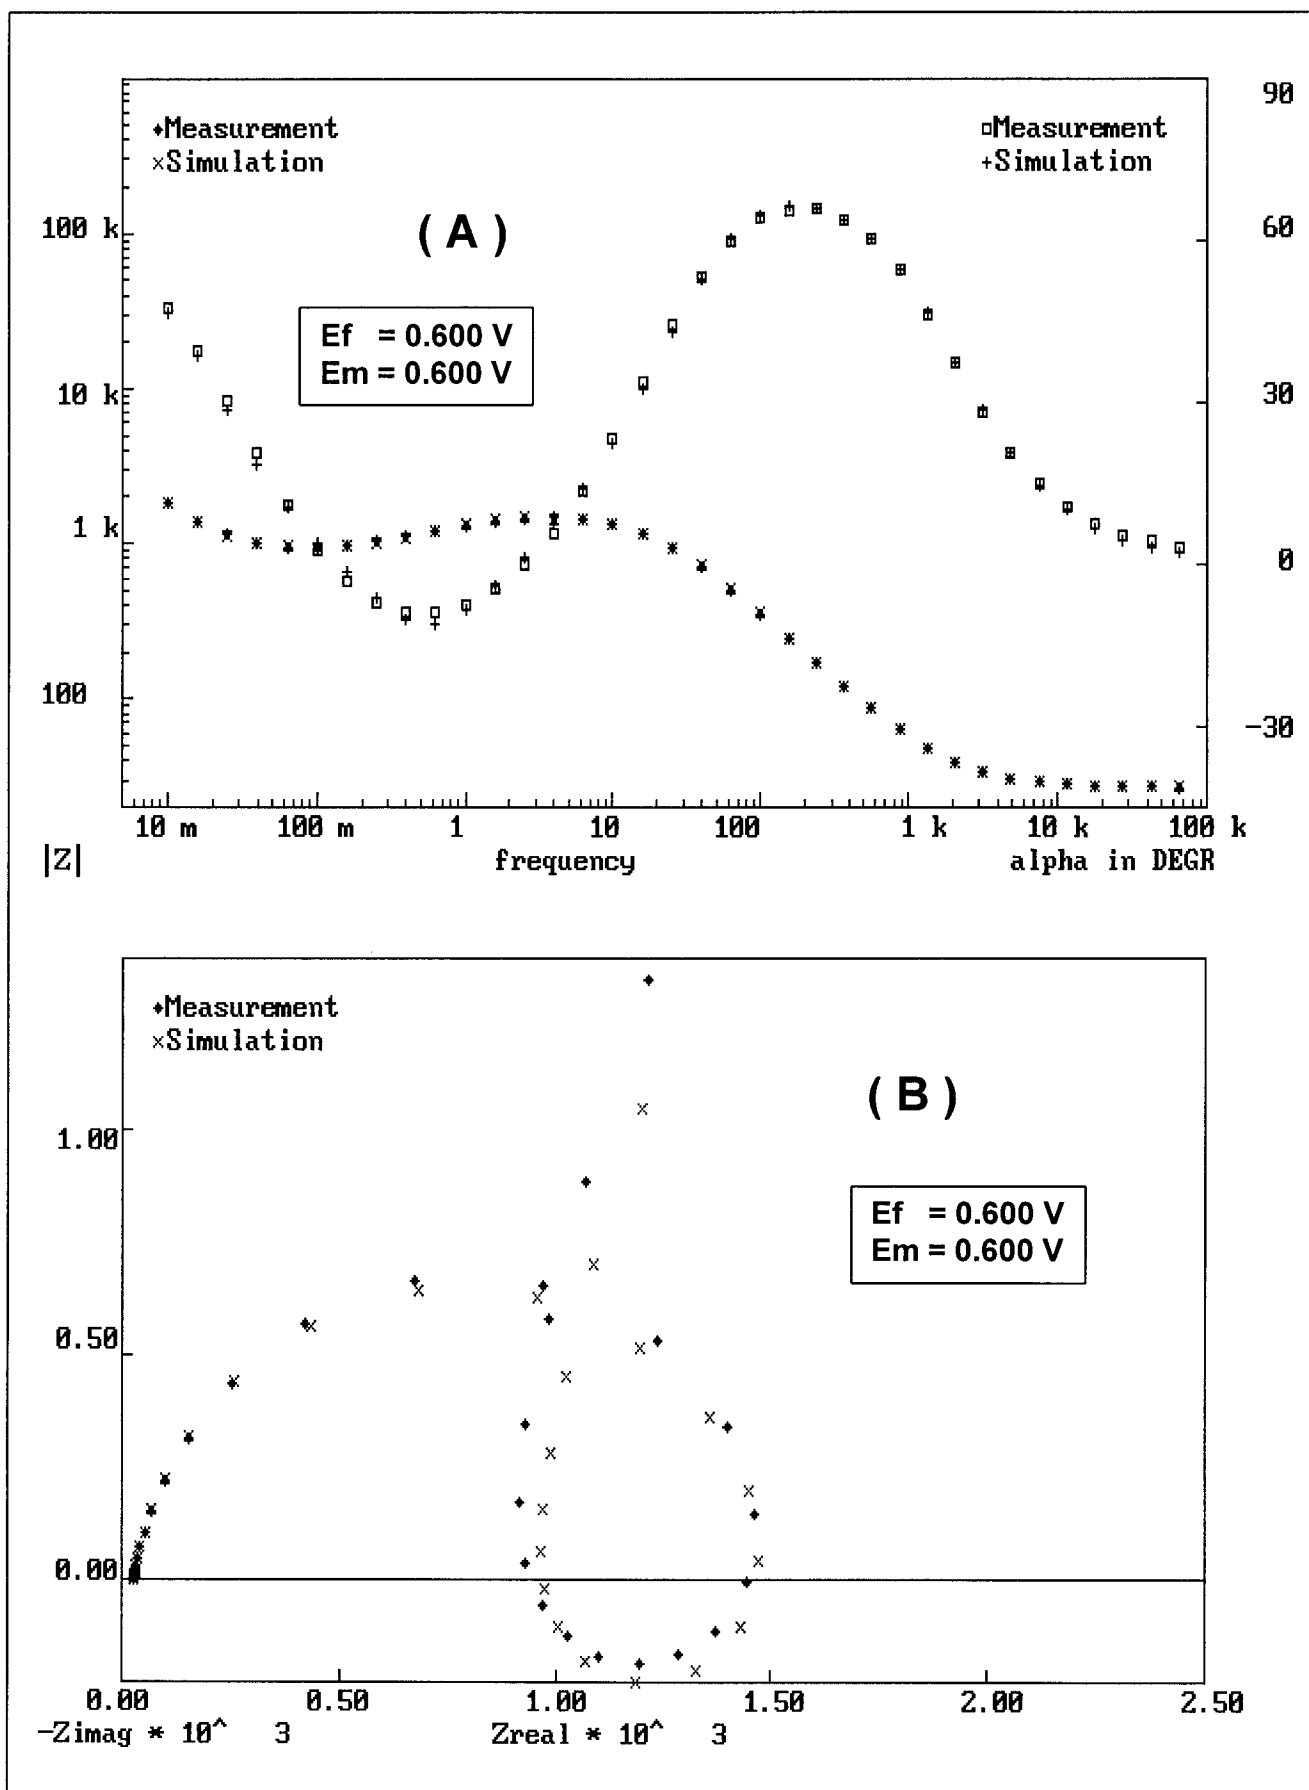 90
♦Measurement
□Measurement
×Simulation
+Simulation
100 k
( A )
60
Ef = 0.600 V
Em = 0.600 V
10 k
30
1 k
0
100
-30
10 m 100 m 1 10 100 1 k 10 k 100 k
|Z| frequency alpha in DEGR
♦Measurement
×Simulation
( B )
1.00
Ef = 0.600 V
Em = 0.600 V
0.50
0.00
0.00 0.50 1.00 1.50 2.00 2.50
-Zimag * 10^ 3 Zreal * 10^ 3